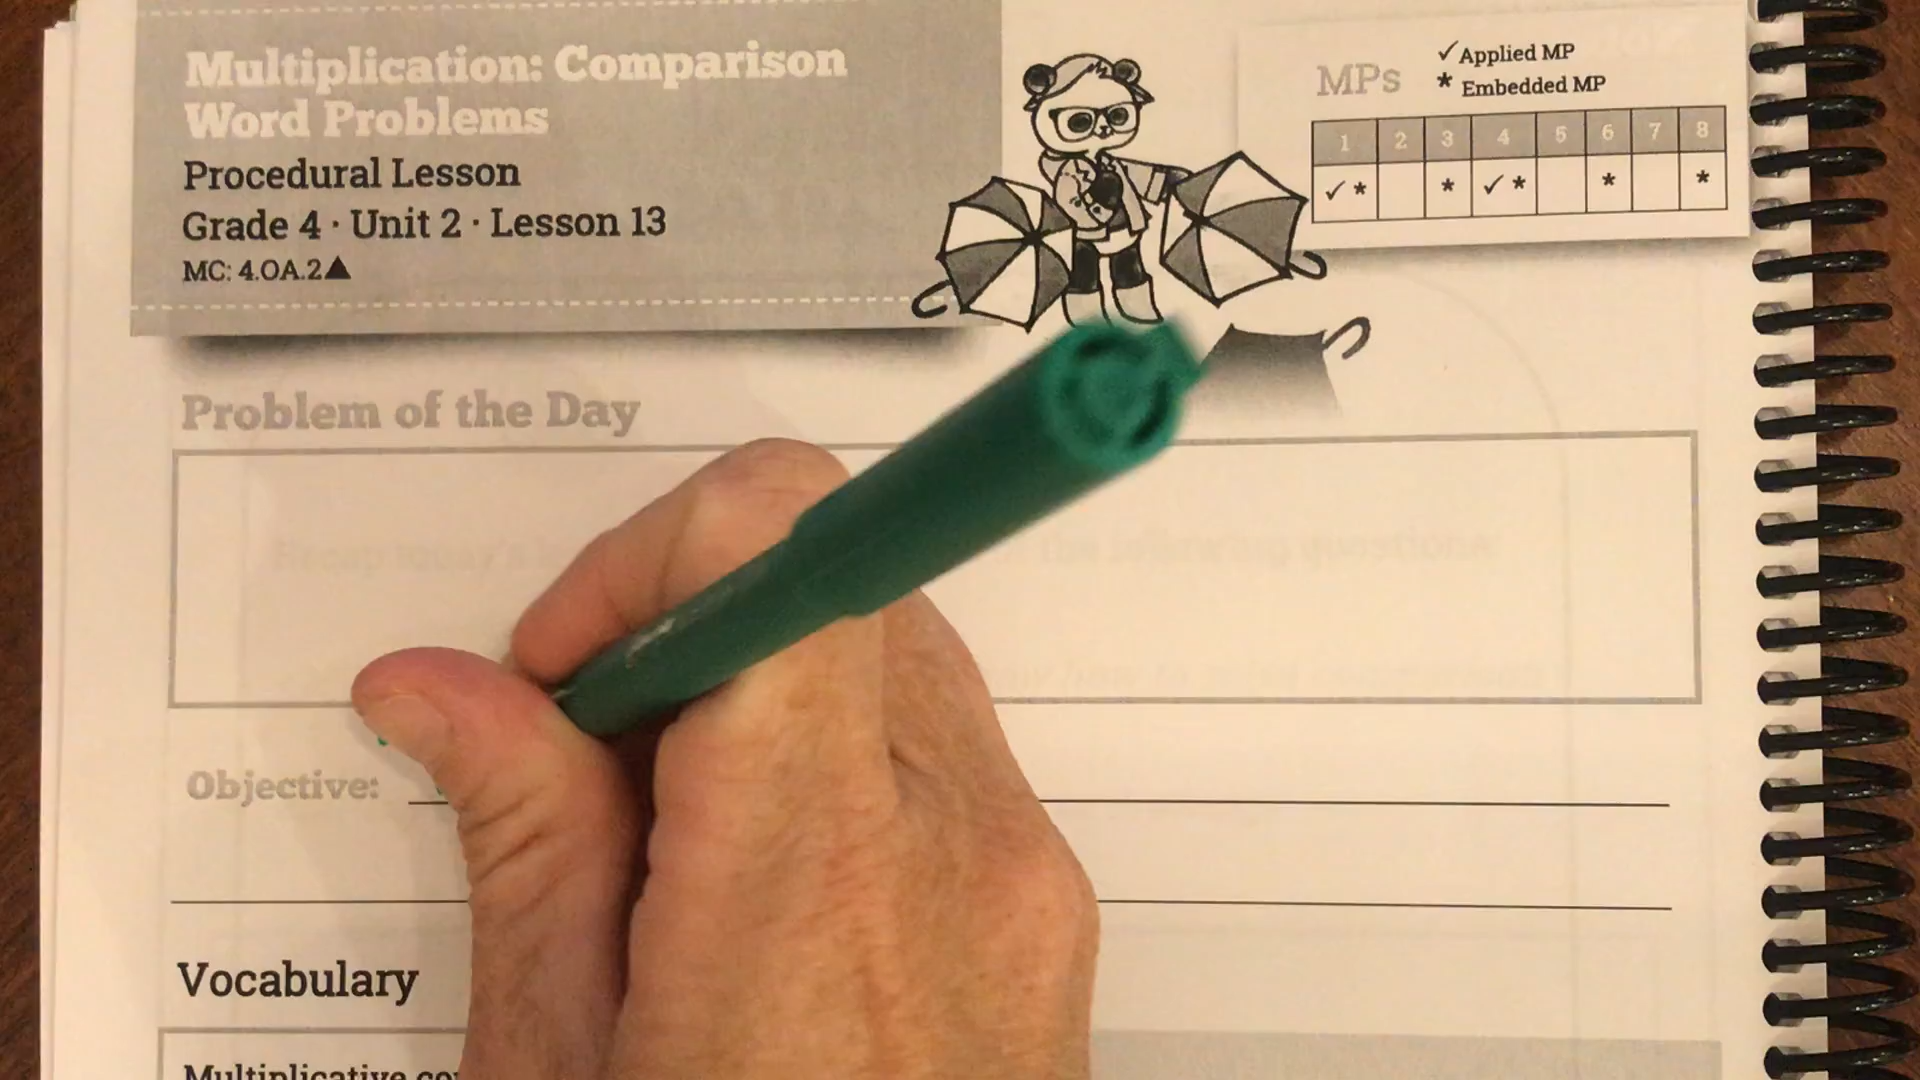 Multiplication: Comparison
Word Problems
Procedural Lesson
Grade 4 · Unit 2 · Lesson 13
MC: 4.OA.2▲
MPs
✓ Applied MP
* Embedded MP
1 2 3 4 5 6 7 8
✓ * * ✓ * * *
Problem of the Day
Objective:
Vocabulary
Multiplicative